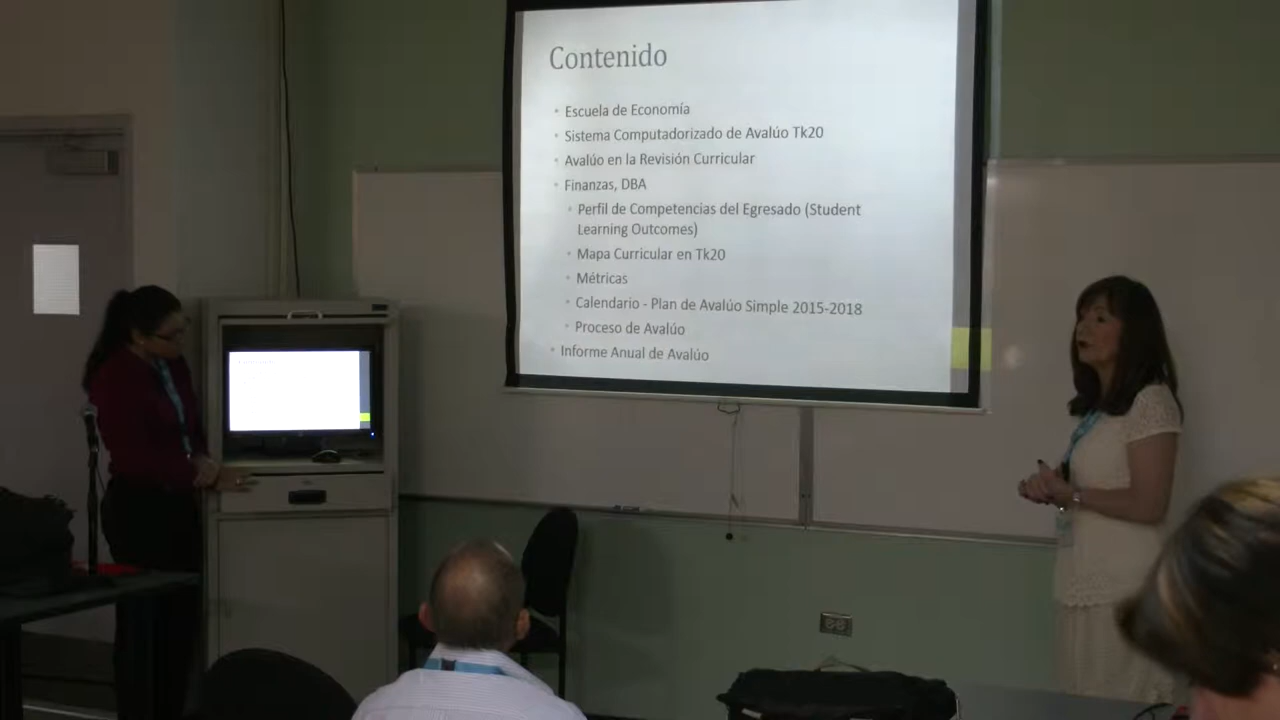 Contenido
Escuela de Economía
Sistema Computadorizado de Avalúo Tk20
Avalúo en la Revisión Curricular
Finanzas, DBA
Perfil de Competencias del Egresado (Student
Learning Outcomes)
Mapa Curricular en Tk20
Métricas
Calendario - Plan de Avalúo Simple 2015-2018
Proceso de Avalúo
Informe Anual de Avalúo